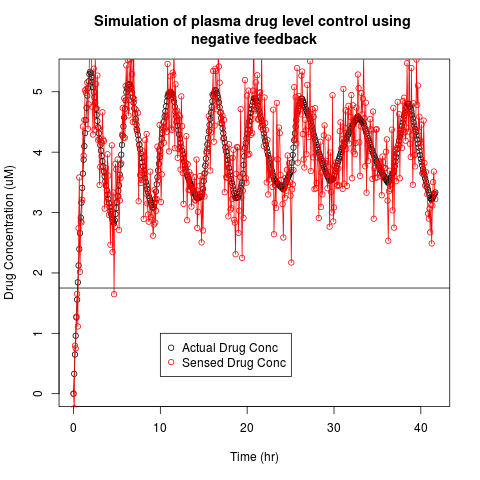 Simulation of plasma drug level control using
negative feedback
Drug Concentration (uM)
5
4
3
2
1
0
Actual Drug Conc
Sensed Drug Conc
0 10 20 30 40
Time (hr)